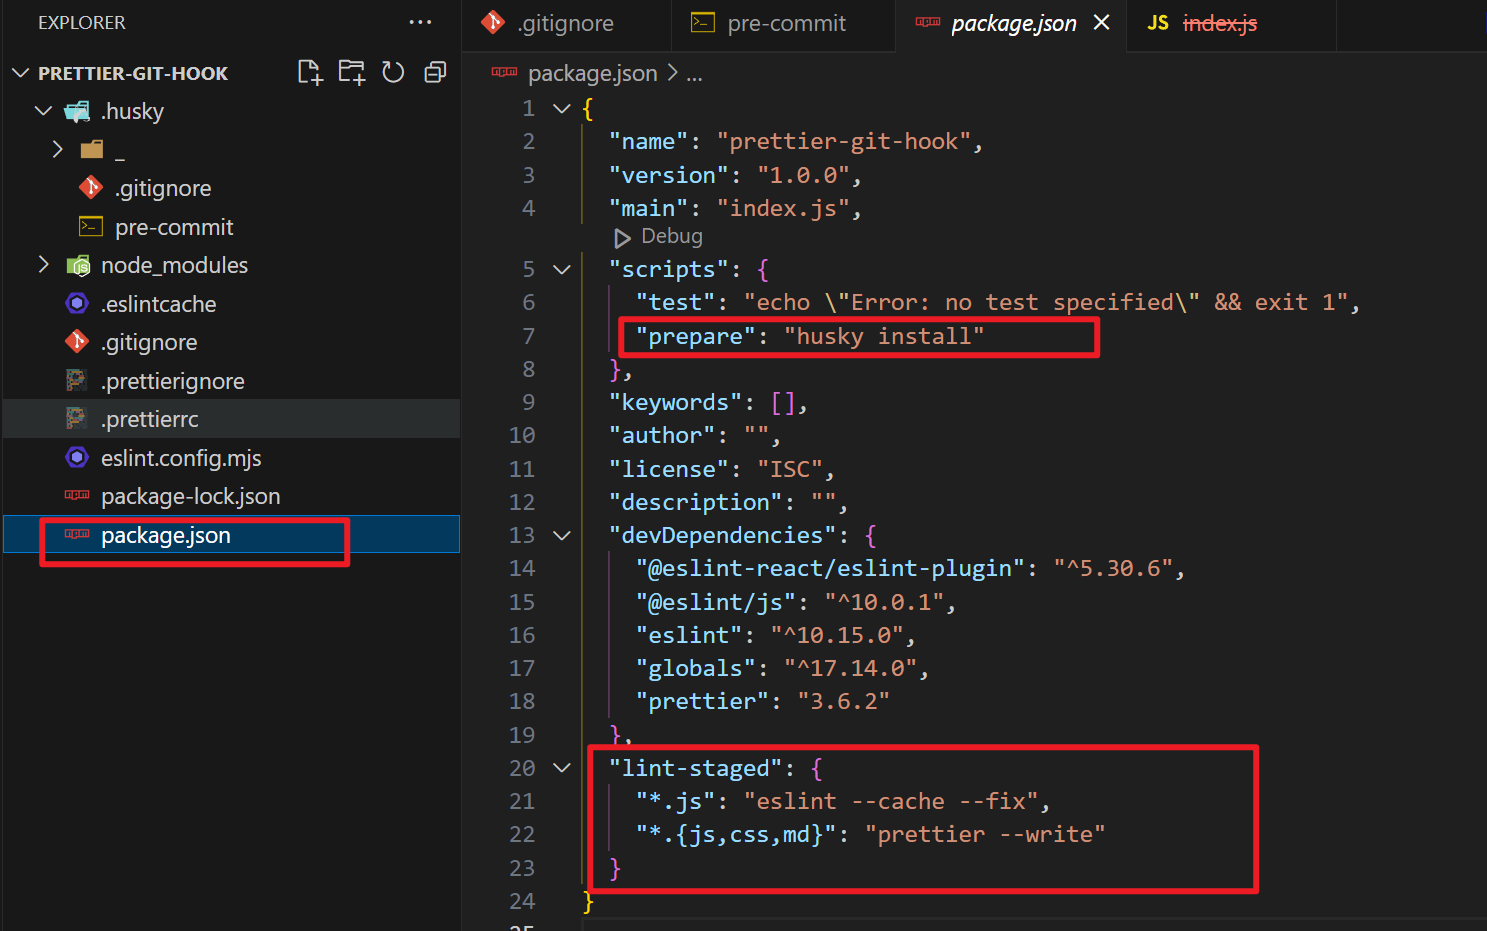 EXPLORER ...
PRETTIER-GIT-HOOK
.husky
_
.gitignore
pre-commit
node_modules
.eslintcache
.gitignore
.prettierignore
.prettierrc
eslint.config.mjs
package-lock.json
package.json
.gitignore pre-commit package.json JS index.js
package.json > ...
1 {
2 "name": "prettier-git-hook",
3 "version": "1.0.0",
4 "main": "index.js",
Debug
5 "scripts": {
6 "test": "echo \"Error: no test specified\" && exit 1",
7 "prepare": "husky install"
8 },
9 "keywords": [],
10 "author": "",
11 "license": "ISC",
12 "description": "",
13 "devDependencies": {
14 "@eslint-react/eslint-plugin": "^5.30.6",
15 "@eslint/js": "^10.0.1",
16 "eslint": "^10.15.0",
17 "globals": "^17.14.0",
18 "prettier": "3.6.2"
19 },
20 "lint-staged": {
21 "*.js": "eslint --cache --fix",
22 "*.{js,css,md}": "prettier --write"
23 }
24 }
25